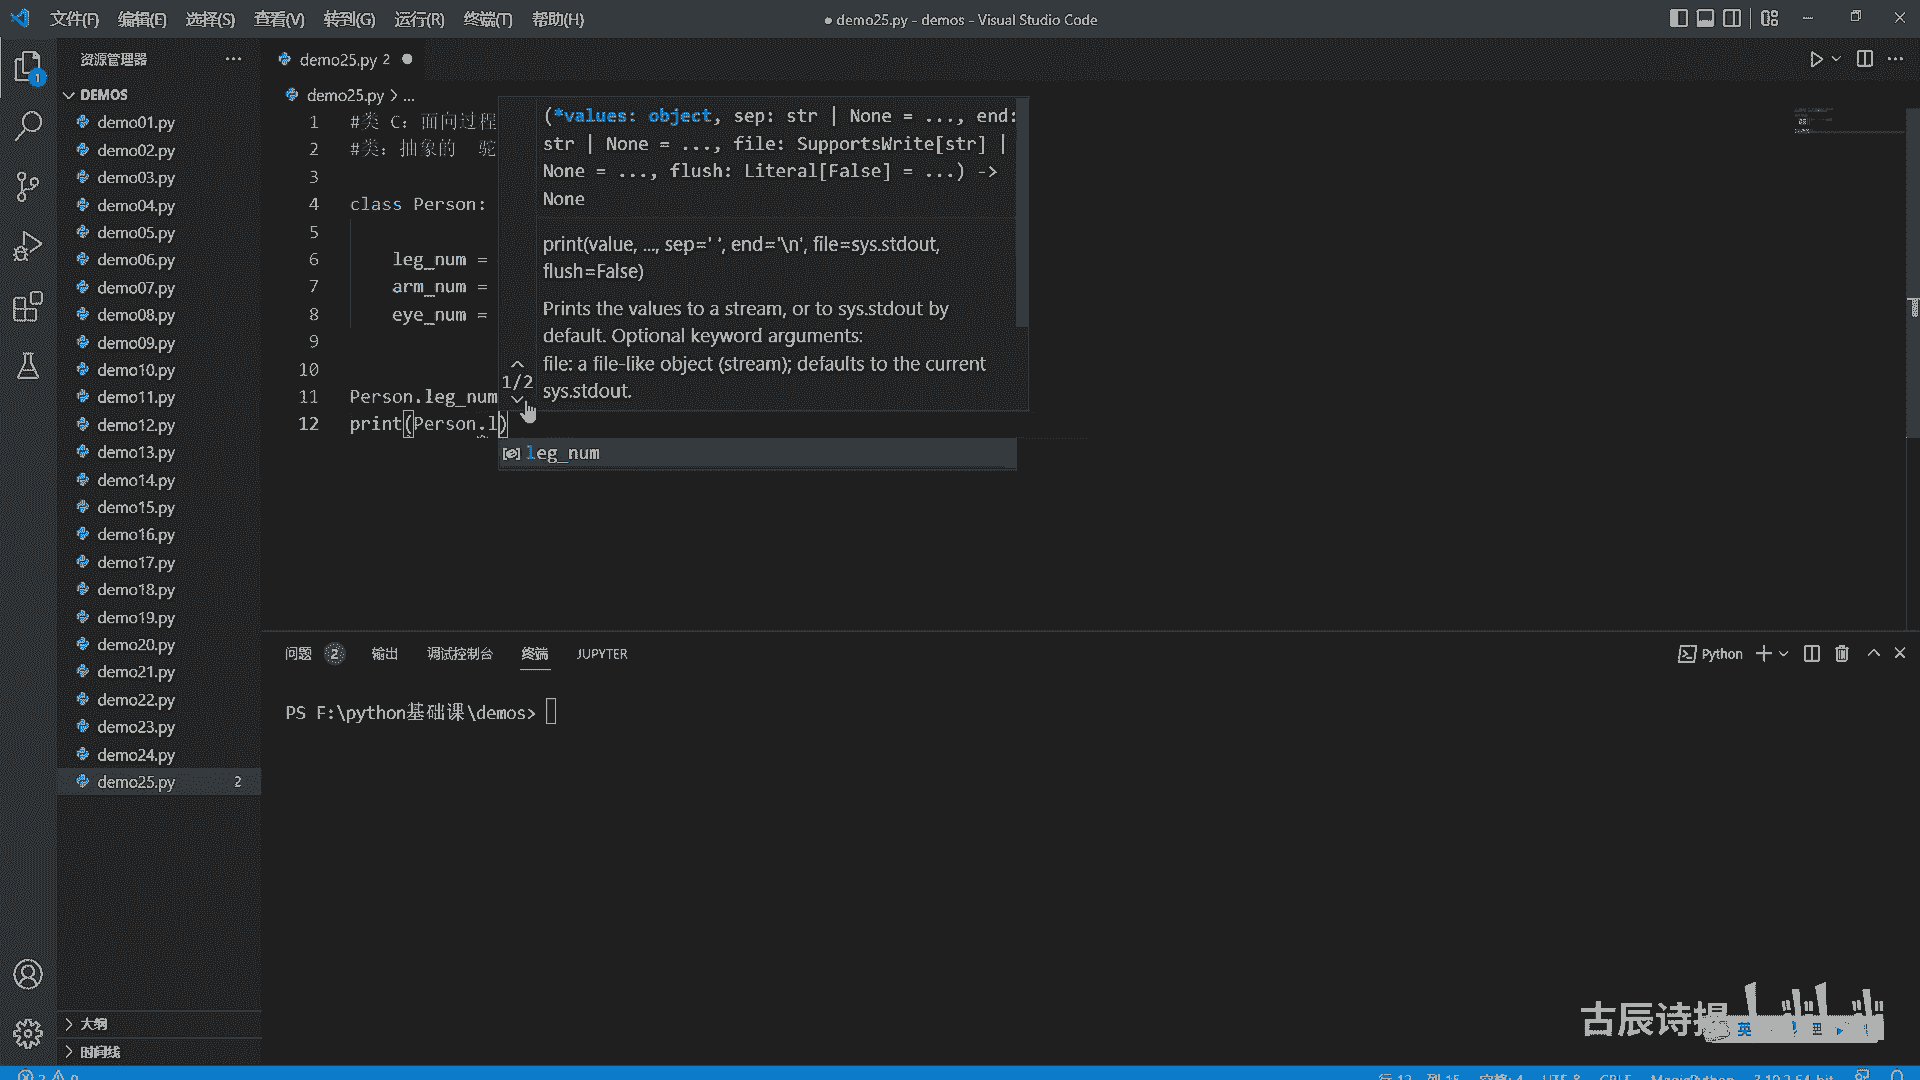 文件(F) 编辑(E) 选择(S) 查看(V) 转到(G) 运行(R) 终端(T) 帮助(H)
● demo25.py - demos - Visual Studio Code
资源管理器
DEMOS
demo01.py
demo02.py
demo03.py
demo04.py
demo05.py
demo06.py
demo07.py
demo08.py
demo09.py
demo10.py
demo11.py
demo12.py
demo13.py
demo14.py
demo15.py
demo16.py
demo17.py
demo18.py
demo19.py
demo20.py
demo21.py
demo22.py
demo23.py
demo24.py
demo25.py 2
大纲
时间线
1
demo25.py 2 ●
demo25.py > ...
1 #类 C：面向过程
2 #类：抽象的 驼
3
4 class Person:
5
6 leg_num =
7 arm_num =
8 eye_num =
9
10
11 Person.leg_num
12 print(Person.l)
(*values: object, sep: str | None = ..., end:
str | None = ..., file: SupportsWrite[str] |
None = ..., flush: Literal[False] = ...) ->
None
print(value, ..., sep=' ', end='\n', file=sys.stdout,
flush=False)
Prints the values to a stream, or to sys.stdout by
default. Optional keyword arguments:
file: a file-like object (stream); defaults to the current
sys.stdout.
1/2
leg_num
问题 2 输出 调试控制台 终端 JUPYTER
Python
PS F:\python基础课\demos>
古辰诗提
英